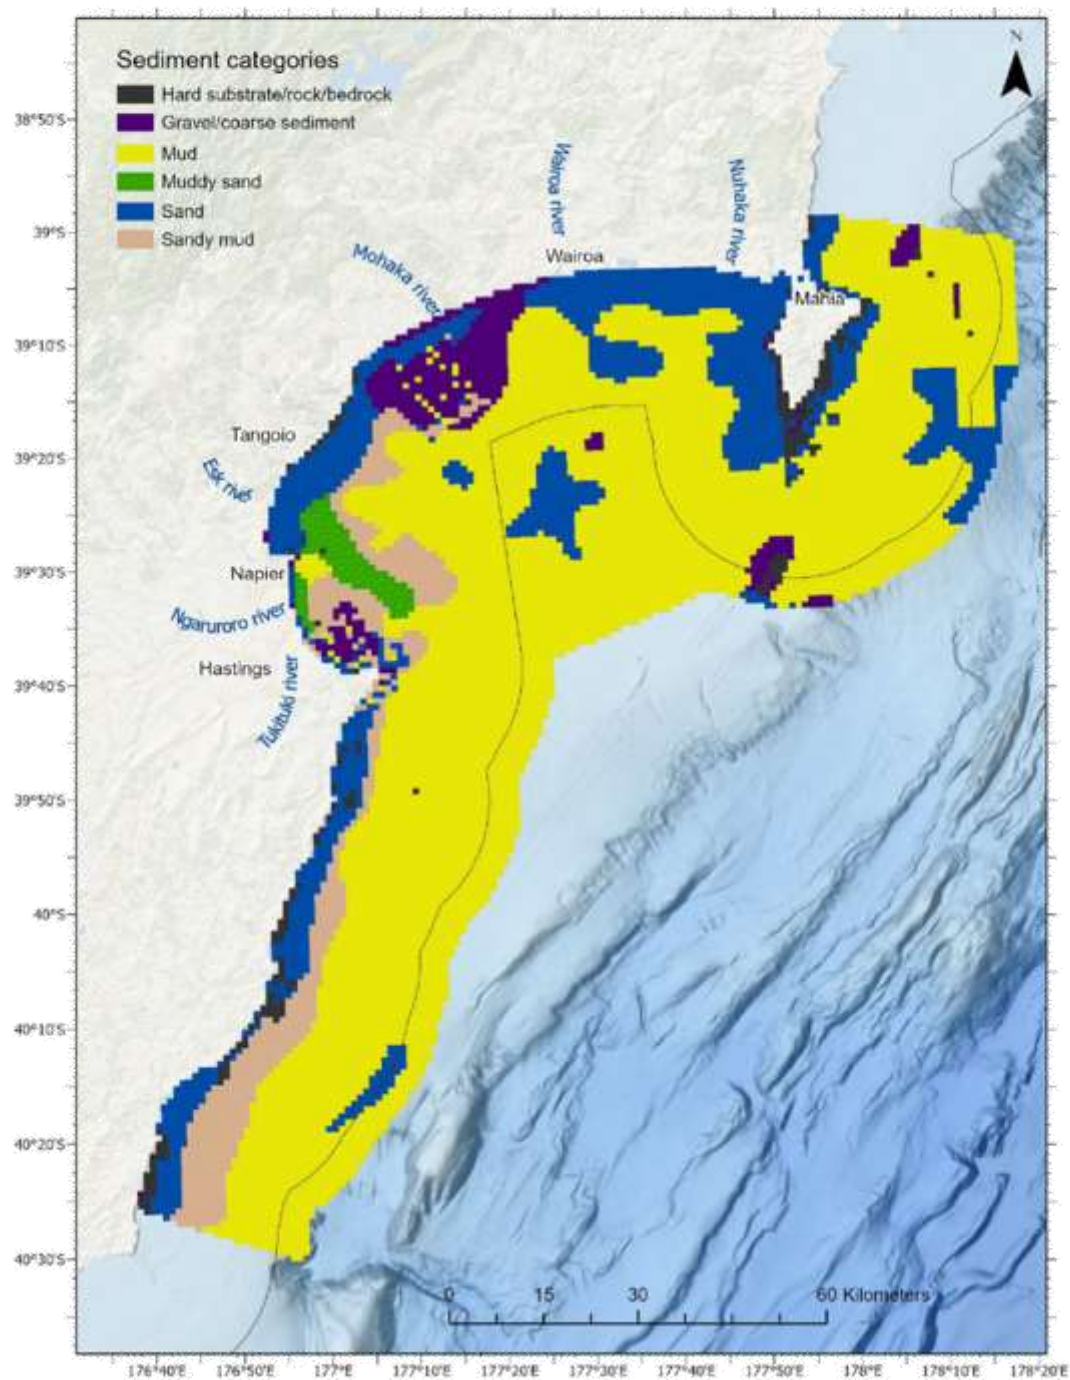 Sediment categories
Hard substrate/rock/bedrock
Gravel/coarse sediment
Mud
Muddy sand
Sand
Sandy mud
N
38°50'S
39°S
39°10'S
39°20'S
39°30'S
39°40'S
39°50'S
40°S
40°10'S
40°20'S
40°30'S
Wairoa river
Nuhaka river
Mohaka river
Wairoa
Mahia
Tangoio
Esk river
Napier
Ngaruroro river
Hastings
Tukituki river
0 15 30 60 Kilometers
176°40'E 176°50'E 177°E 177°10'E 177°20'E 177°30'E 177°40'E 177°50'E 178°E 178°10'E 178°20'E